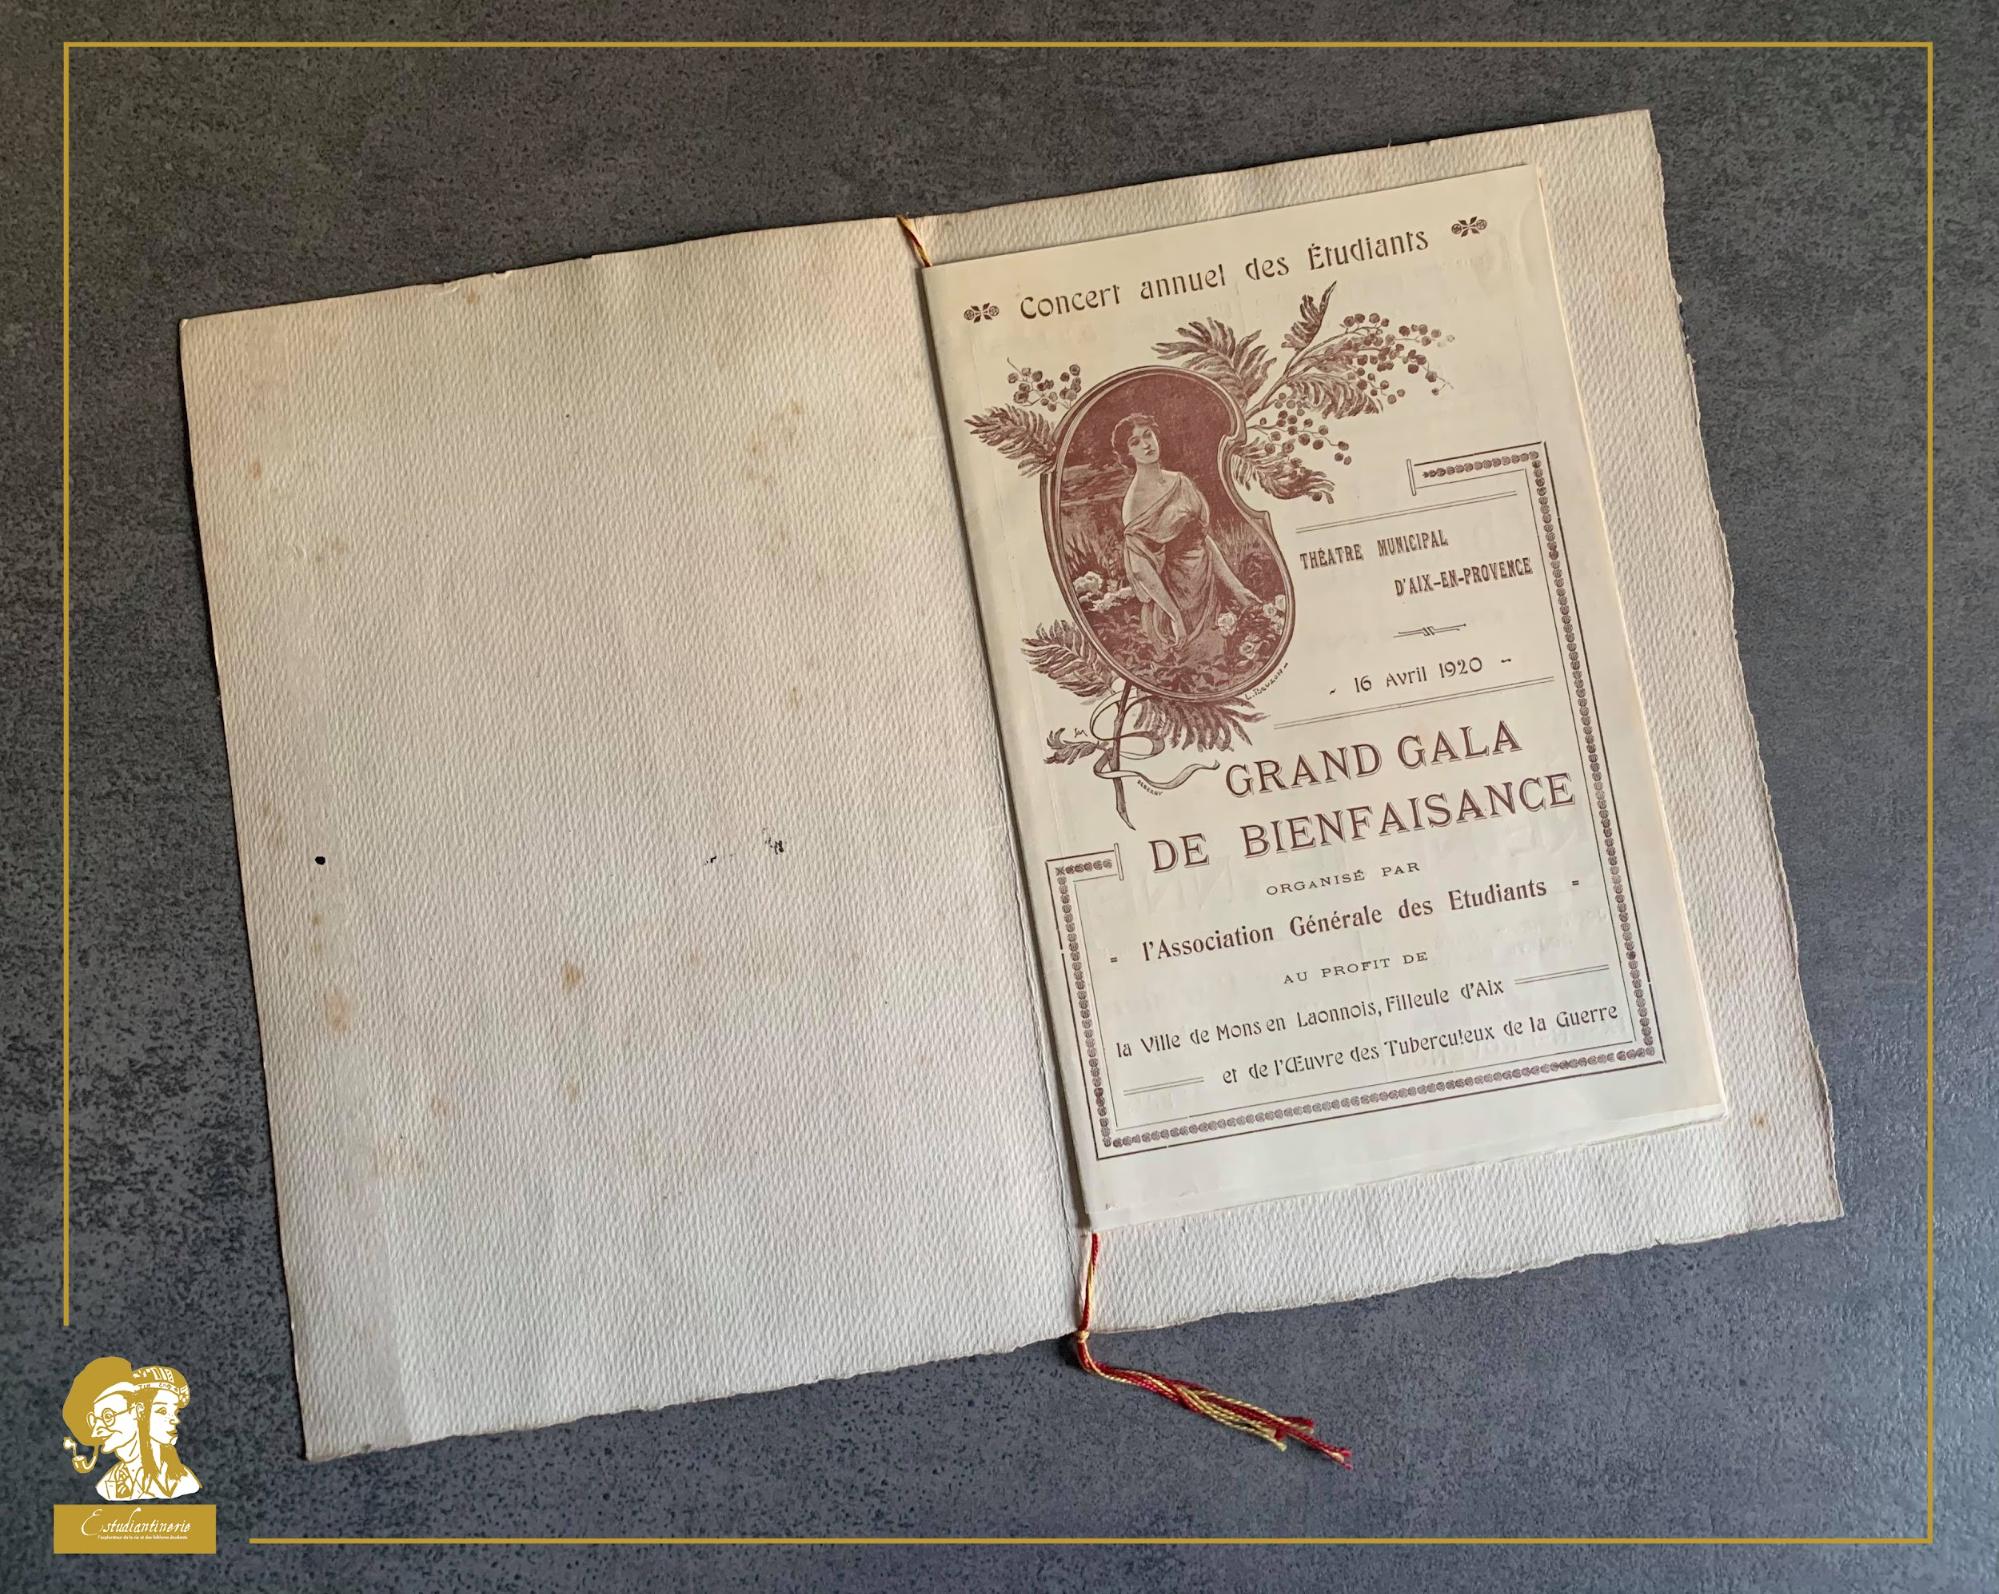 Concert annuel des Étudiants
THÉATRE MUNICIPAL
D'AIX-EN-PROVENCE
16 Avril 1920
GRAND GALA
DE BIENFAISANCE
ORGANISÉ PAR
l'Association Générale des Etudiants
AU PROFIT DE
la Ville de Mons en Laonnois, Filleule d'Aix
et de l'Œuvre des Tuberculeux de la Guerre
Estudiantinerie